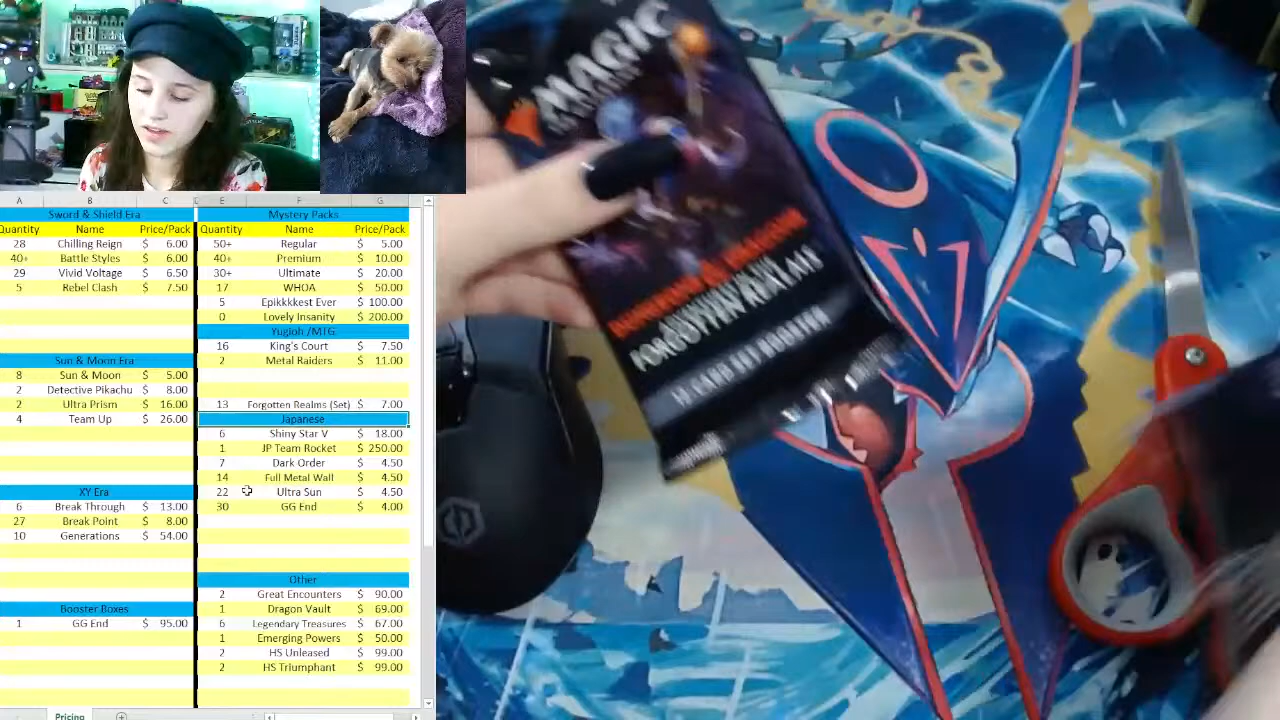 A B C E F G
Sword & Shield Era
Quantity Name Price/Pack
28 Chilling Reign $ 6.00
40+ Battle Styles $ 6.00
29 Vivid Voltage $ 6.50
5 Rebel Clash $ 7.50
Sun & Moon Era
8 Sun & Moon $ 5.00
2 Detective Pikachu $ 8.00
2 Ultra Prism $ 16.00
4 Team Up $ 26.00
XY Era
6 Break Through $ 13.00
27 Break Point $ 8.00
10 Generations $ 54.00
Booster Boxes
1 GG End $ 95.00
Mystery Packs
Quantity Name Price/Pack
50+ Regular $ 5.00
40+ Premium $ 10.00
30+ Ultimate $ 20.00
17 WHOA $ 50.00
5 Epikkkkest Ever $ 100.00
0 Lovely Insanity $ 200.00
Yugioh /MTG
16 King's Court $ 7.50
2 Metal Raiders $ 11.00
13 Forgotten Realms (Set) $ 7.00
Japanese
6 Shiny Star V $ 18.00
1 JP Team Rocket $ 250.00
7 Dark Order $ 4.50
14 Full Metal Wall $ 4.50
22 Ultra Sun $ 4.50
30 GG End $ 4.00
Other
2 Great Encounters $ 90.00
1 Dragon Vault $ 69.00
6 Legendary Treasures $ 67.00
1 Emerging Powers $ 50.00
2 HS Unleased $ 99.00
2 HS Triumphant $ 99.00
Pricing
MAGIC
DUNGEONS & DRAGONS
FORGOTTEN REALMS
SET BOOSTER